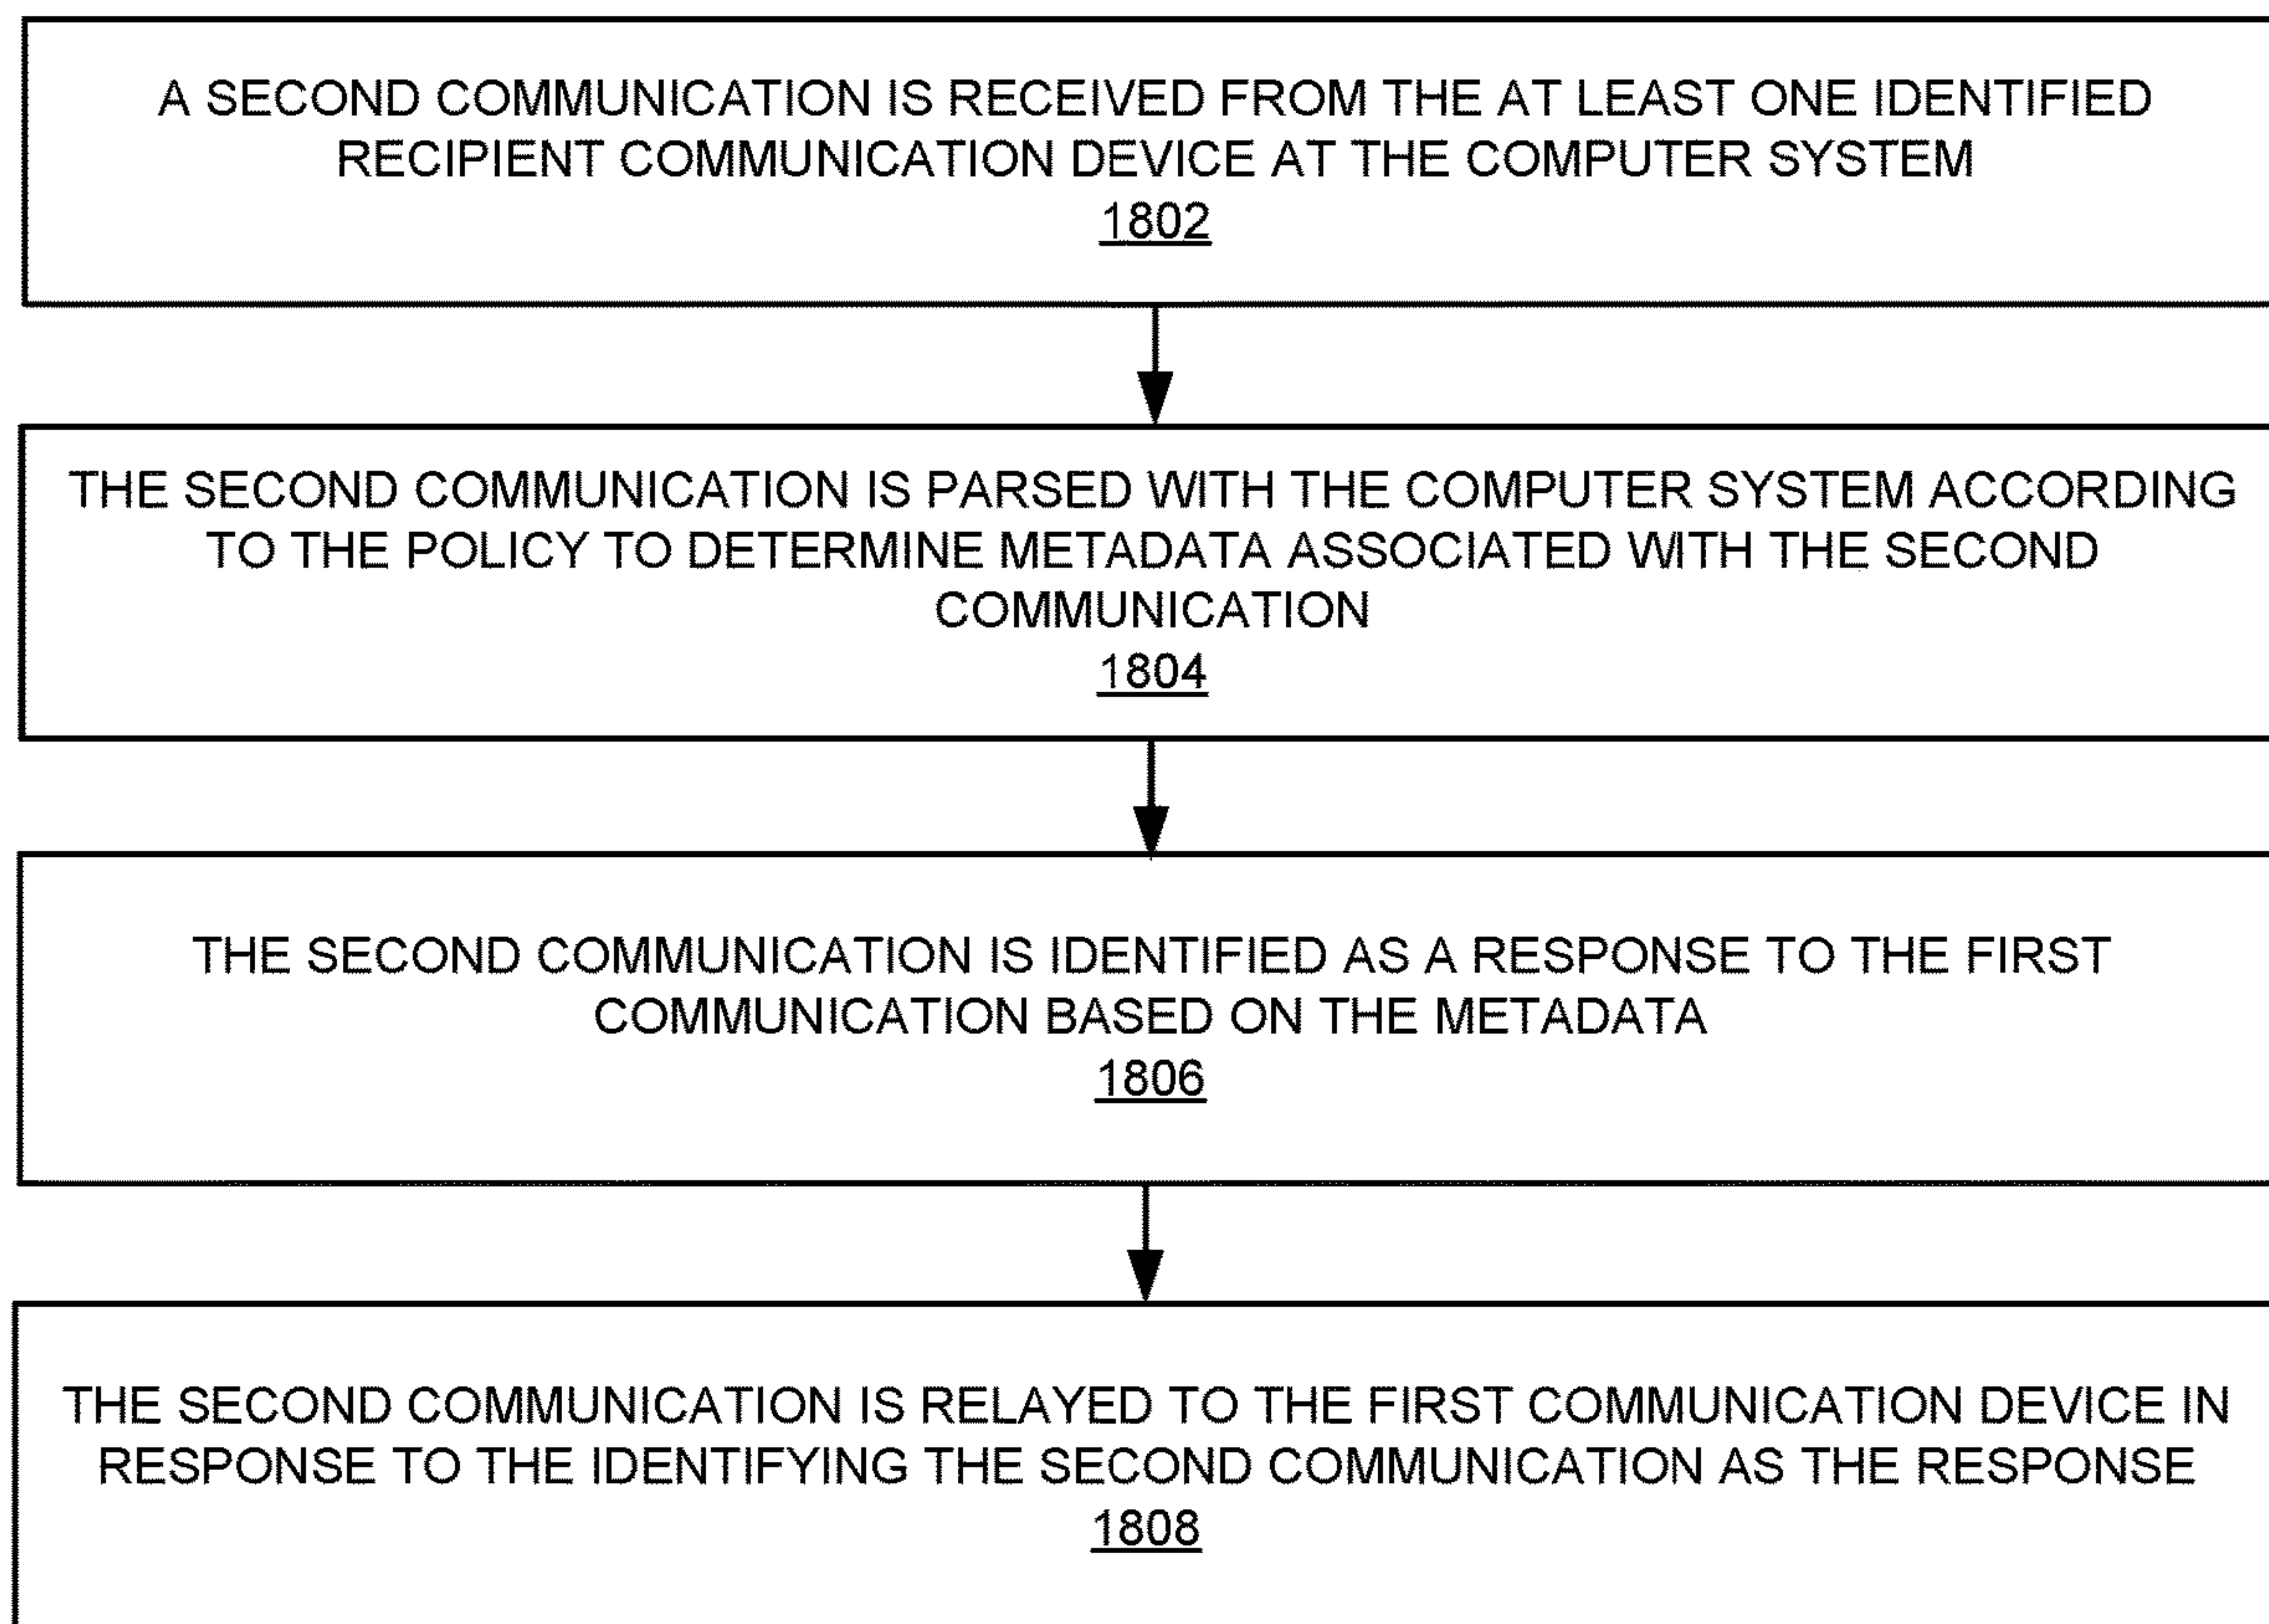 A SECOND COMMUNICATION IS RECEIVED FROM THE AT LEAST ONE IDENTIFIED
RECIPIENT COMMUNICATION DEVICE AT THE COMPUTER SYSTEM
1802
THE SECOND COMMUNICATION IS PARSED WITH THE COMPUTER SYSTEM ACCORDING
TO THE POLICY TO DETERMINE METADATA ASSOCIATED WITH THE SECOND
COMMUNICATION
1804
THE SECOND COMMUNICATION IS IDENTIFIED AS A RESPONSE TO THE FIRST
COMMUNICATION BASED ON THE METADATA
1806
THE SECOND COMMUNICATION IS RELAYED TO THE FIRST COMMUNICATION DEVICE IN
RESPONSE TO THE IDENTIFYING THE SECOND COMMUNICATION AS THE RESPONSE
1808